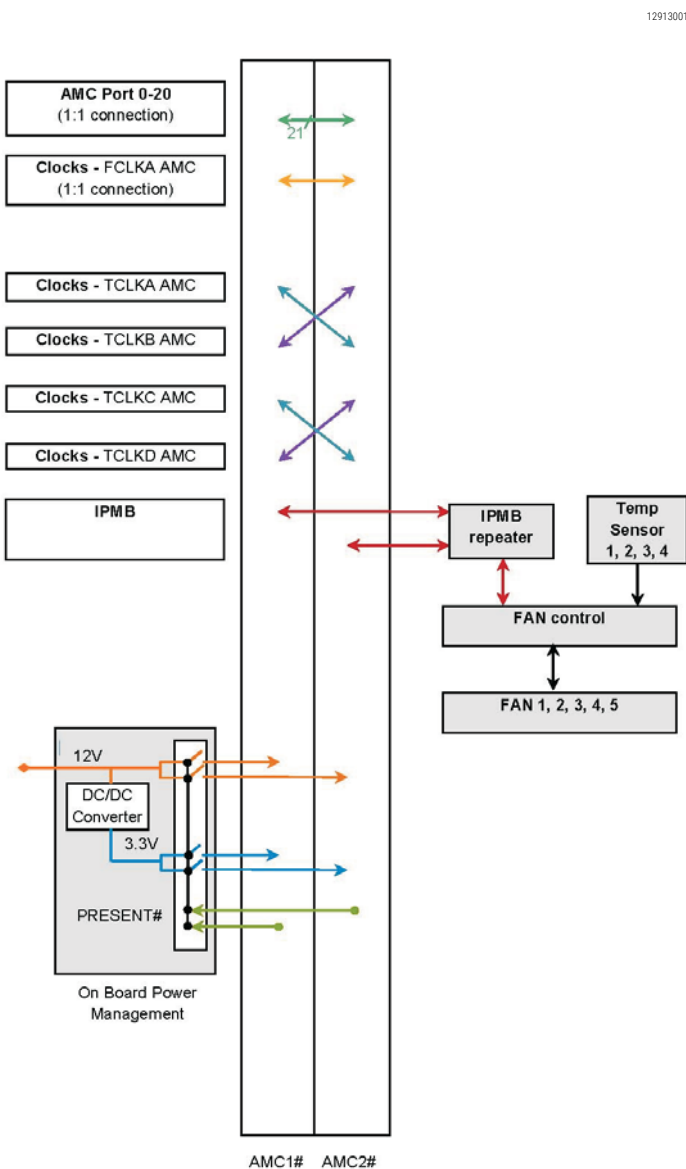 12913001
AMC Port 0-20
(1:1 connection)
21
Clocks - FCLKA AMC
(1:1 connection)
Clocks - TCLKA AMC
Clocks - TCLKB AMC
Clocks - TCLKC AMC
Clocks - TCLKD AMC
IPMB
IPMB
repeater
Temp
Sensor
1, 2, 3, 4
FAN control
FAN 1, 2, 3, 4, 5
12V
DC/DC
Converter
3.3V
PRESENT#
On Board Power
Management
AMC1# AMC2#